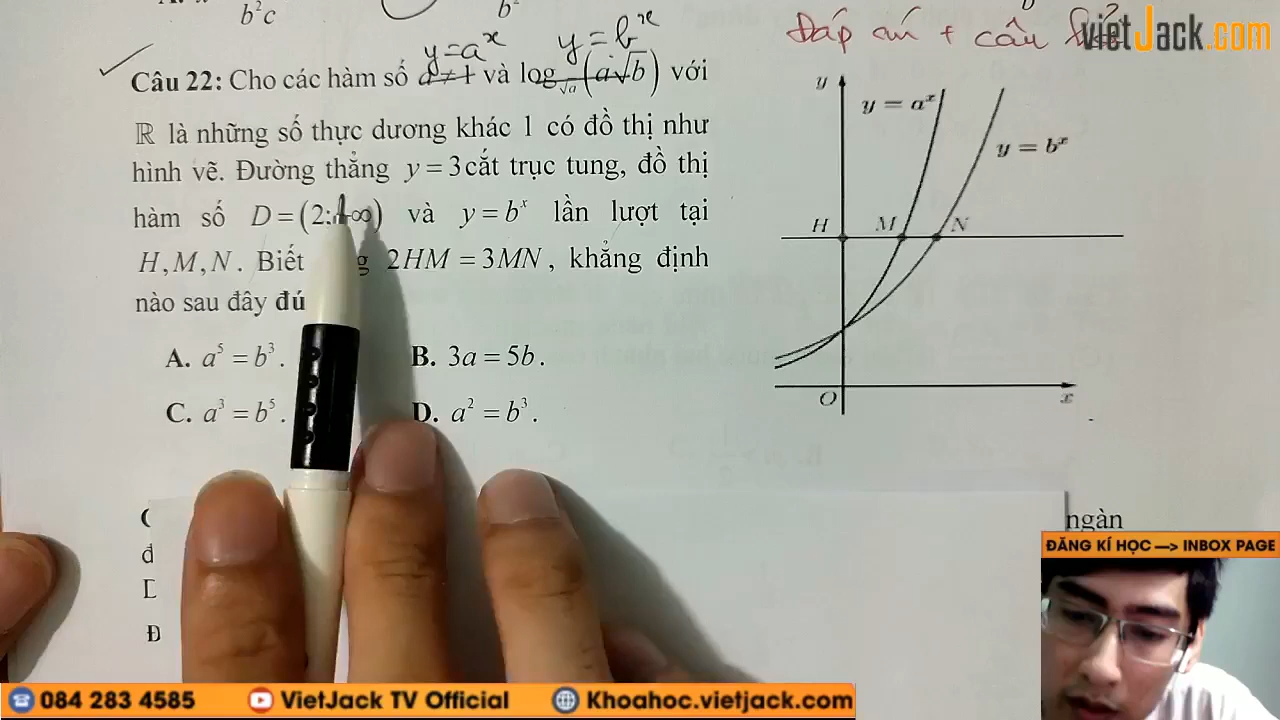 b²c
b
Đáp án + câu
vietJack.com
y=aˣ y=bˣ
Câu 22: Cho các hàm số a≠1 và log_√a(a√b) với
ℝ là những số thực dương khác 1 có đồ thị như
hình vẽ. Đường thẳng y = 3 cắt trục tung, đồ thị
hàm số D = (2;+∞) và y = bˣ lần lượt tại
H, M, N. Biết g 2HM = 3MN, khẳng định
nào sau đây đú
A. a⁵ = b³. B. 3a = 5b.
C. a³ = b⁵. D. a² = b³.
y
y = aˣ
y = bˣ
H M N
O x
ngàn
đ
Đ
ĐĂNG KÍ HỌC —> INBOX PAGE
084 283 4585 VietJack TV Official Khoahoc.vietjack.com